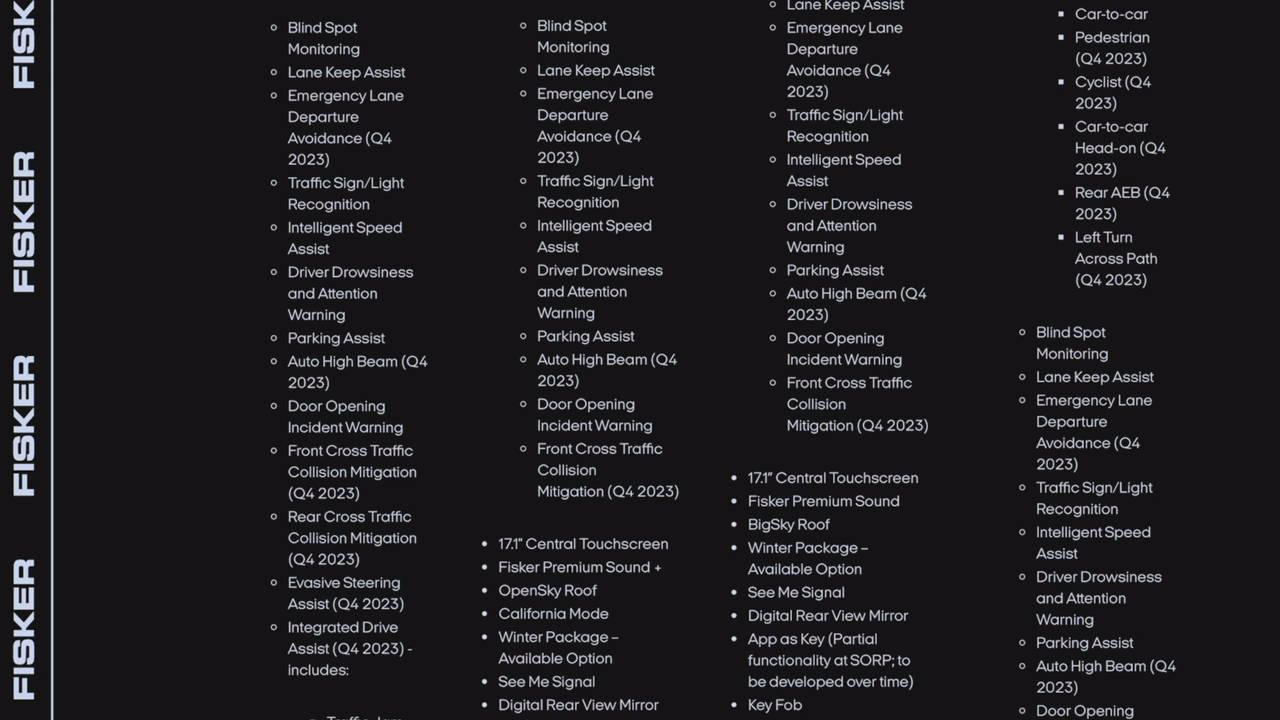 FISKER
FISKER
FISKER
FISKER
Blind Spot
Monitoring
Lane Keep Assist
Emergency Lane
Departure
Avoidance (Q4
2023)
Traffic Sign/Light
Recognition
Intelligent Speed
Assist
Driver Drowsiness
and Attention
Warning
Parking Assist
Auto High Beam (Q4
2023)
Door Opening
Incident Warning
Front Cross Traffic
Collision Mitigation
(Q4 2023)
Rear Cross Traffic
Collision Mitigation
(Q4 2023)
Evasive Steering
Assist (Q4 2023)
Integrated Drive
Assist (Q4 2023) -
includes:
Traffic Jam
Blind Spot
Monitoring
Lane Keep Assist
Emergency Lane
Departure
Avoidance (Q4
2023)
Traffic Sign/Light
Recognition
Intelligent Speed
Assist
Driver Drowsiness
and Attention
Warning
Parking Assist
Auto High Beam (Q4
2023)
Door Opening
Incident Warning
Front Cross Traffic
Collision
Mitigation (Q4 2023)
17.1" Central Touchscreen
Fisker Premium Sound +
OpenSky Roof
California Mode
Winter Package –
Available Option
See Me Signal
Digital Rear View Mirror
Lane Keep Assist
Emergency Lane
Departure
Avoidance (Q4
2023)
Traffic Sign/Light
Recognition
Intelligent Speed
Assist
Driver Drowsiness
and Attention
Warning
Parking Assist
Auto High Beam (Q4
2023)
Door Opening
Incident Warning
Front Cross Traffic
Collision
Mitigation (Q4 2023)
17.1" Central Touchscreen
Fisker Premium Sound
BigSky Roof
Winter Package –
Available Option
See Me Signal
Digital Rear View Mirror
App as Key (Partial
functionality at SORP; to
be developed over time)
Key Fob
Car-to-car
Pedestrian
(Q4 2023)
Cyclist (Q4
2023)
Car-to-car
Head-on (Q4
2023)
Rear AEB (Q4
2023)
Left Turn
Across Path
(Q4 2023)
Blind Spot
Monitoring
Lane Keep Assist
Emergency Lane
Departure
Avoidance (Q4
2023)
Traffic Sign/Light
Recognition
Intelligent Speed
Assist
Driver Drowsiness
and Attention
Warning
Parking Assist
Auto High Beam (Q4
2023)
Door Opening